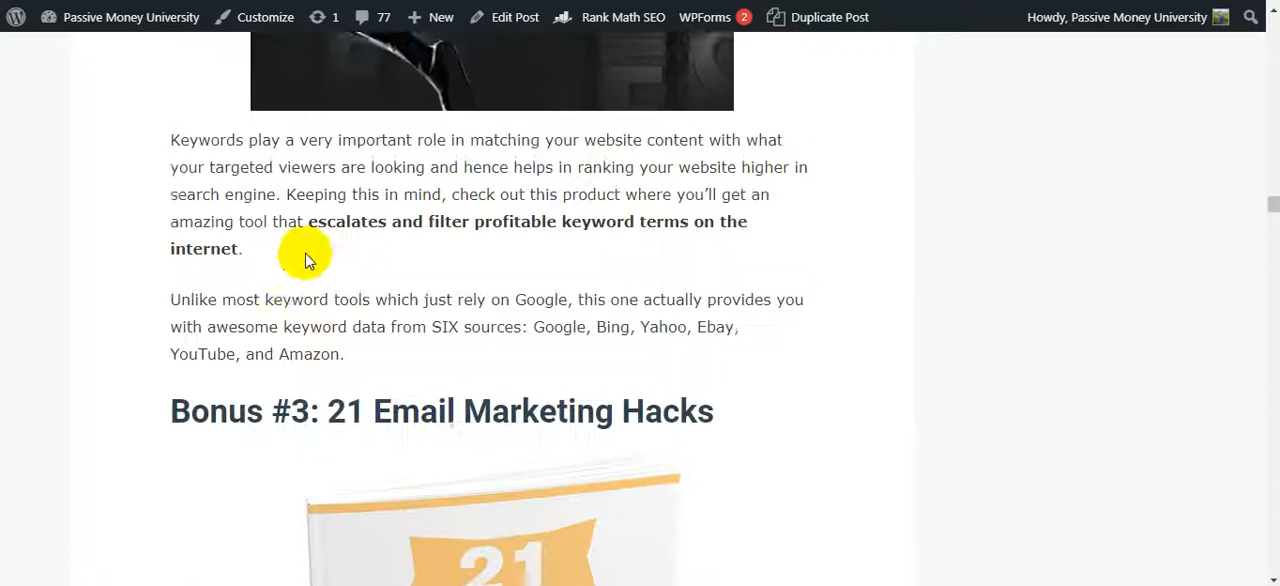 Passive Money University Customize 1 77 New Edit Post Rank Math SEO WPForms 2 Duplicate Post Howdy, Passive Money University
Keywords play a very important role in matching your website content with what
your targeted viewers are looking and hence helps in ranking your website higher in
search engine. Keeping this in mind, check out this product where you’ll get an
amazing tool that escalates and filter profitable keyword terms on the
internet.
Unlike most keyword tools which just rely on Google, this one actually provides you
with awesome keyword data from SIX sources: Google, Bing, Yahoo, Ebay,
YouTube, and Amazon.
Bonus #3: 21 Email Marketing Hacks
21